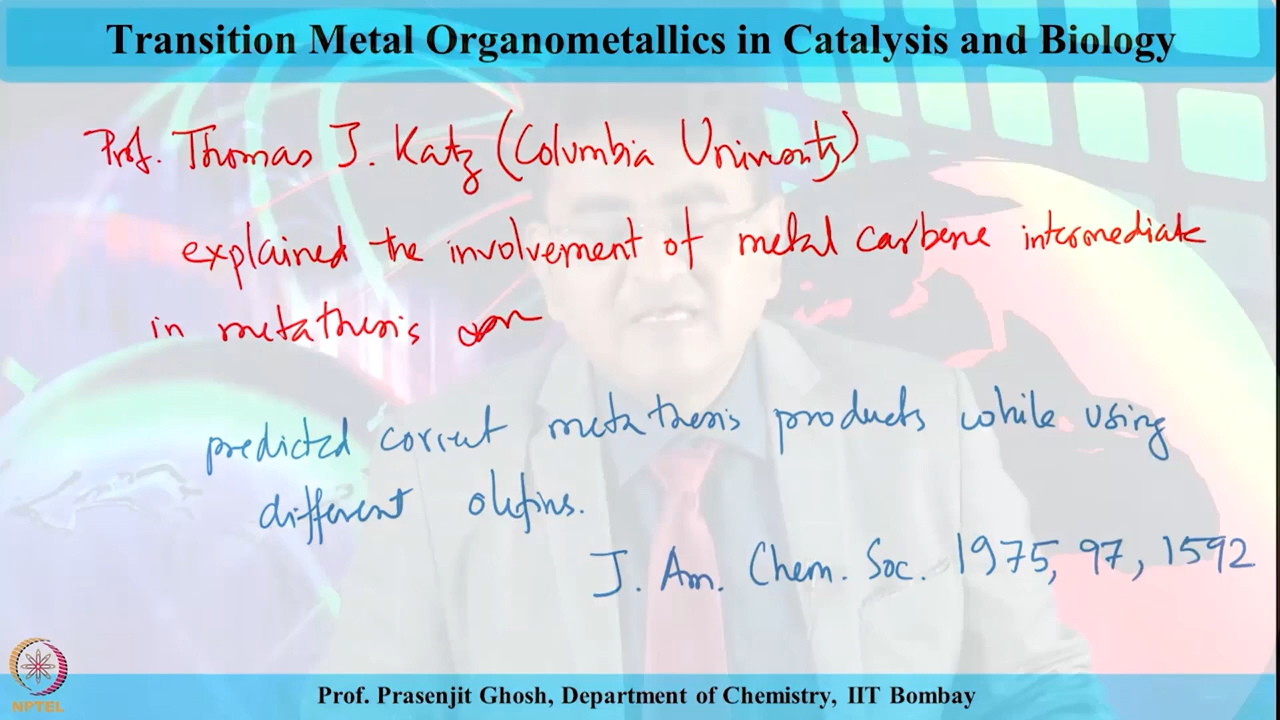 Transition Metal Organometallics in Catalysis and Biology
Prof. Thomas J. Katz (Columbia University)
explained the involvement of metal carbene intermediate
in metathesis
predicted correct metathesis products while using
different olefins.
J. Am. Chem. Soc. 1975, 97, 1592
Prof. Prasenjit Ghosh, Department of Chemistry, IIT Bombay
NPTEL